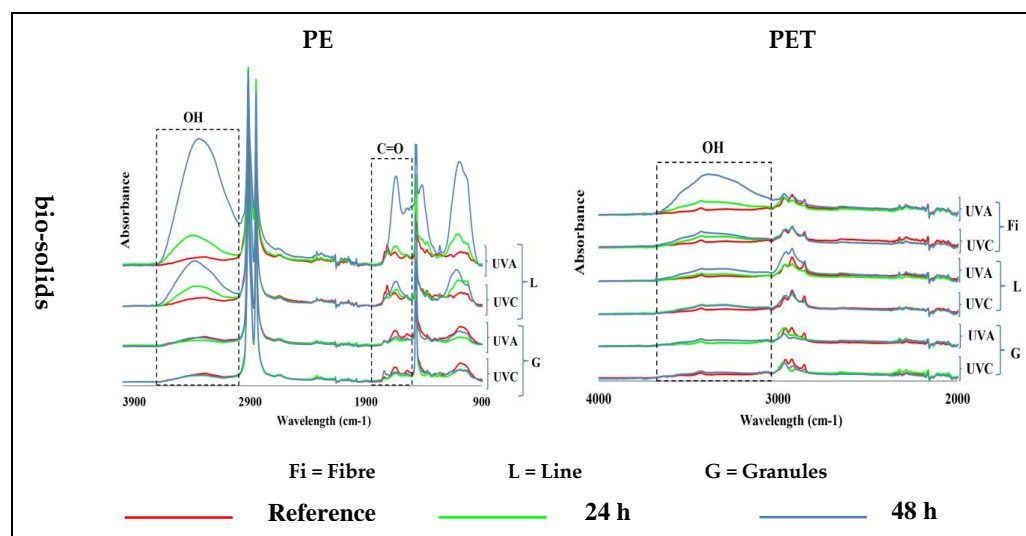 PE
PET
bio-solids
Absorbance
OH
C=O
UVA
UVC
L
UVA
UVC
G
3900 2900 1900 900
Wavelength (cm-1)
Absorbance
OH
UVA
UVC
Fi
UVA
UVC
L
UVA
UVC
G
4000 3000 2000
Wavelength (cm-1)
Fi = Fibre L = Line G = Granules
Reference 24 h 48 h